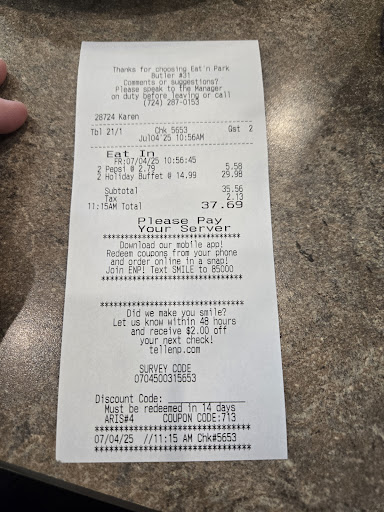 Thanks for choosing Eat'n Park
Butler #31
Comments or suggestions?
Please speak to the Manager
on duty before leaving or call
(724) 287-0153
28724 Karen
Tbl 21/1 Chk 5653 Gst 2
Jul04'25 10:56AM
Eat In
FR:07/04/25 10:56:45
2 Pepsi @ 2.79 5.58
2 Holiday Buffet @ 14.99 29.98
Subtotal 35.56
Tax 2.13
11:15AM Total 37.69
Please Pay
Your Server
********************************
Download our mobile app!
Redeem coupons from your phone
and order online in a snap!
Join ENP! Text SMILE to 85000
********************************
********************************
Did we make you smile?
Let us know within 48 hours
and receive $2.00 off
your next check!
tellenp.com
SURVEY CODE
0704500315653
Discount Code: ______________
Must be redeemed in 14 days
ARIS#4 COUPON CODE:713
********************************
07/04/25 //11:15 AM Chk#5653
********************************